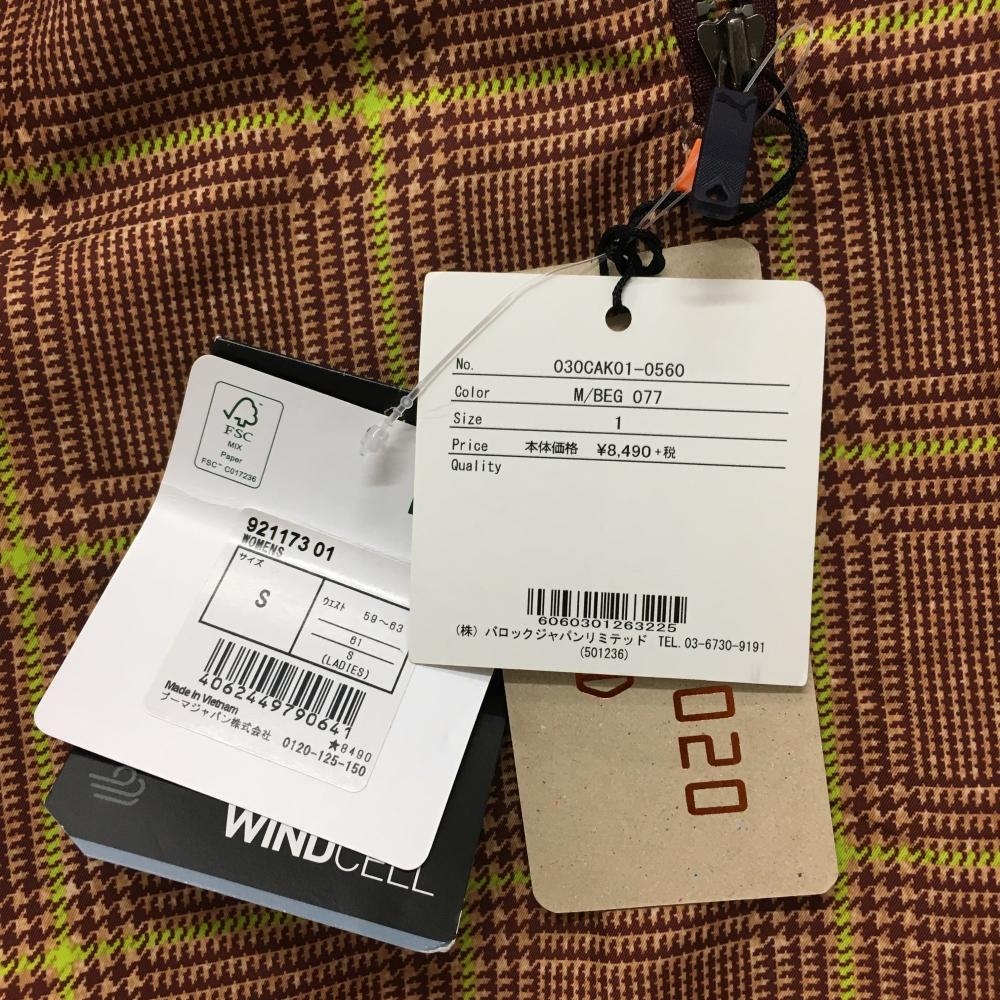 No. 030CAK01-0560
Color M/BEG 077
Size 1
Price 本体価格 ¥8,490+税
Quality
6060301263225
(株) バロックジャパンリミテッド TEL.03-6730-9191
(501236)
FSC
MIX
Paper
FSC™ C017236
921173 01
WOMENS
サイズ
S
ウエスト 59~63
61
S
(LADIES)
4062449790641
Made in Vietnam
プーマジャパン株式会社
★8490
0120-125-150
WINDCELL
020